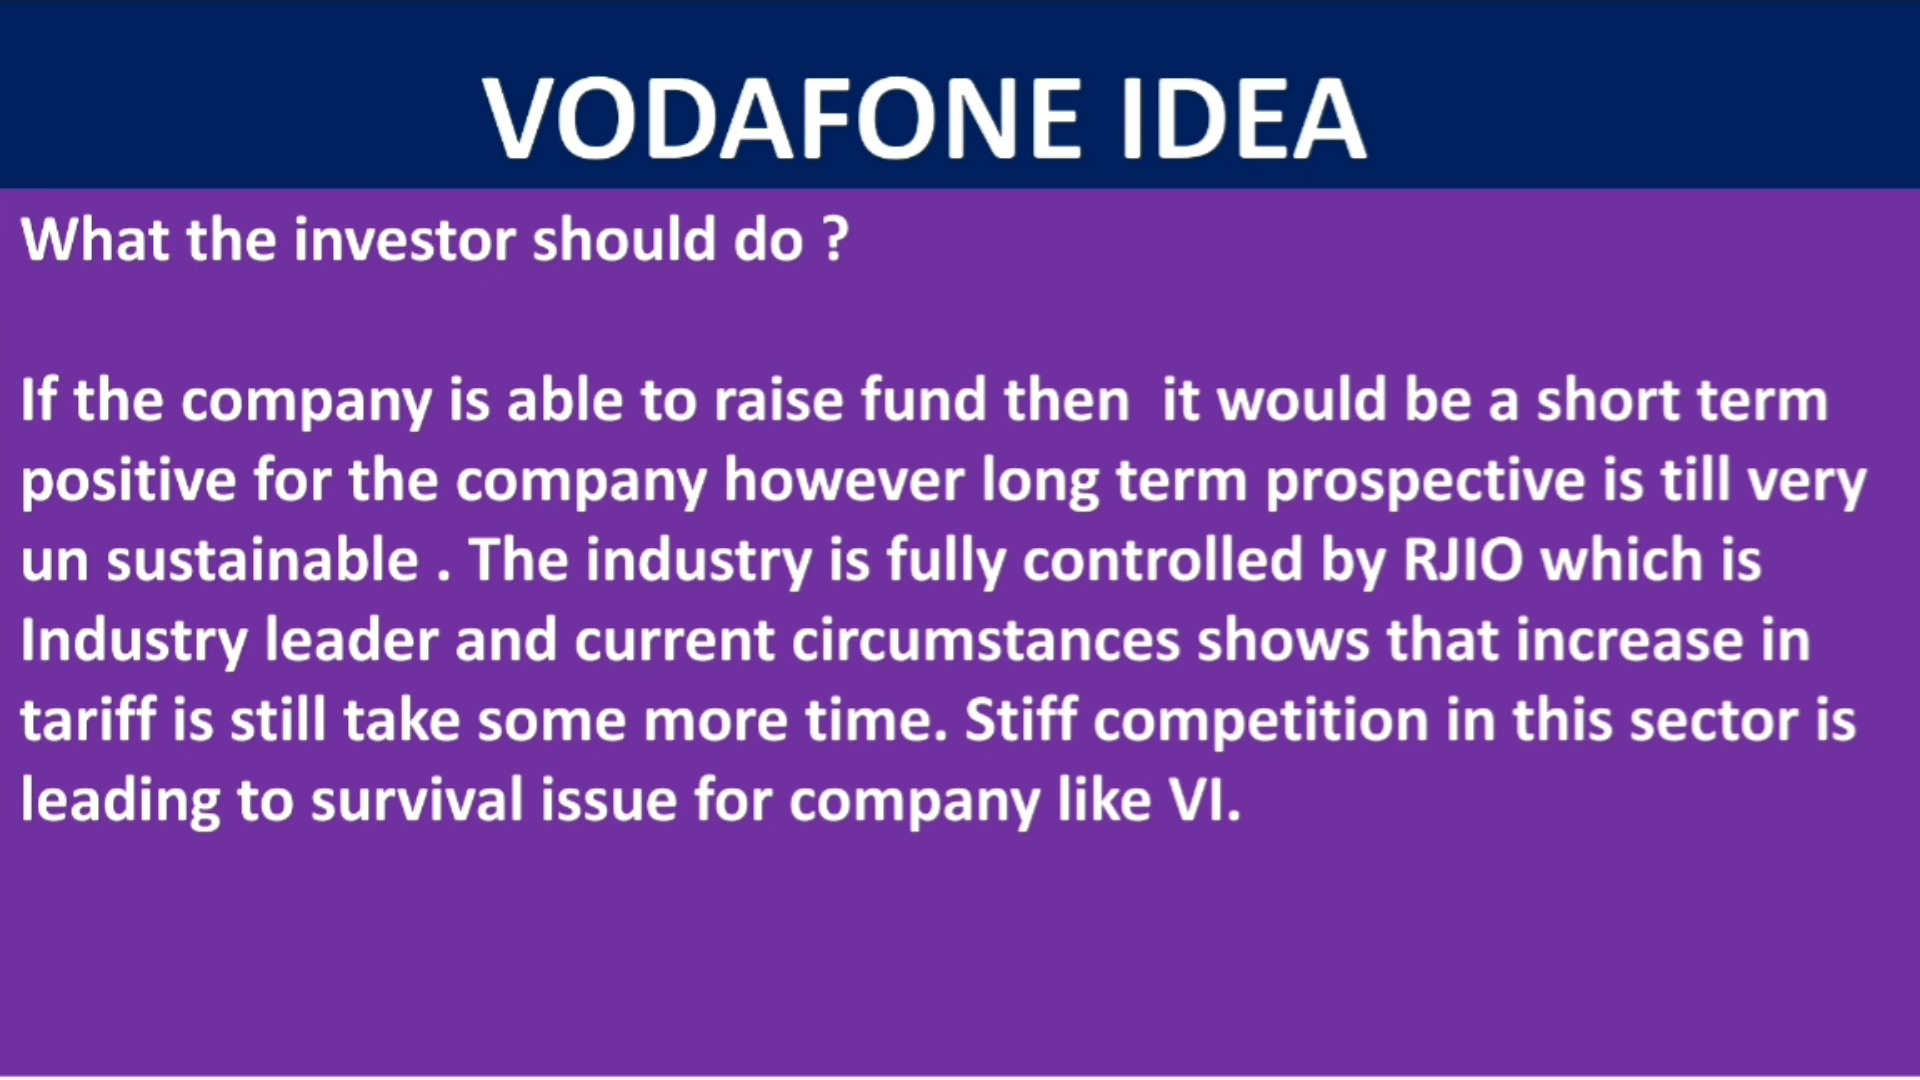 VODAFONE IDEA
What the investor should do ?
If the company is able to raise fund then  it would be a short term
positive for the company however long term prospective is till very
un sustainable . The industry is fully controlled by RJIO which is
Industry leader and current circumstances shows that increase in
tariff is still take some more time. Stiff competition in this sector is
leading to survival issue for company like VI.